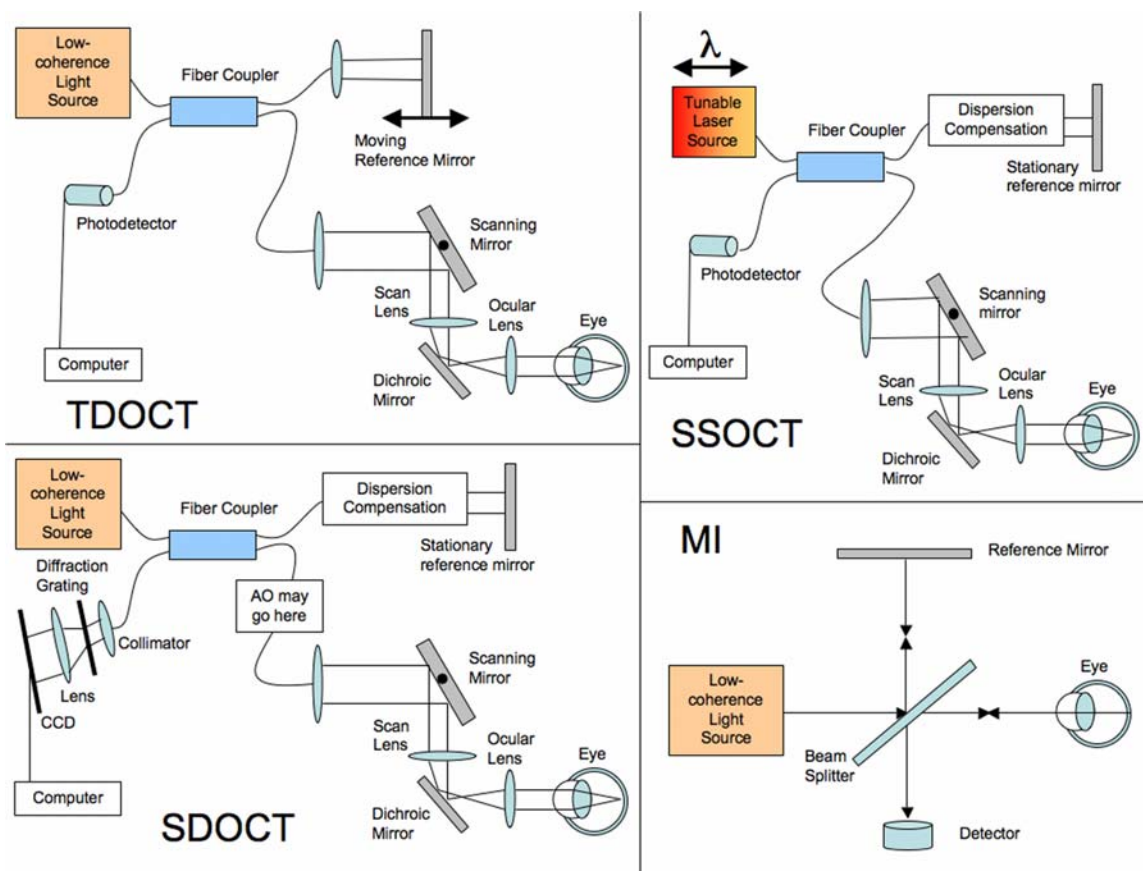 Low-
coherence
Light
Source
Fiber Coupler
Moving
Reference Mirror
Photodetector
Scanning
Mirror
Scan
Lens
Ocular
Lens
Eye
Computer
Dichroic
Mirror
TDOCT
λ
Tunable
Laser
Source
Fiber Coupler
Dispersion
Compensation
Stationary
reference mirror
Photodetector
Scanning
mirror
Computer
Scan
Lens
Ocular
Lens
Eye
Dichroic
Mirror
SSOCT
Low-
coherence
Light
Source
Fiber Coupler
Dispersion
Compensation
Stationary
reference mirror
Diffraction
Grating
AO may
go here
Collimator
Lens
CCD
Scanning
Mirror
Scan
Lens
Ocular
Lens
Eye
Computer
Dichroic
Mirror
SDOCT
MI
Reference Mirror
Low-
coherence
Light
Source
Eye
Beam
Splitter
Detector